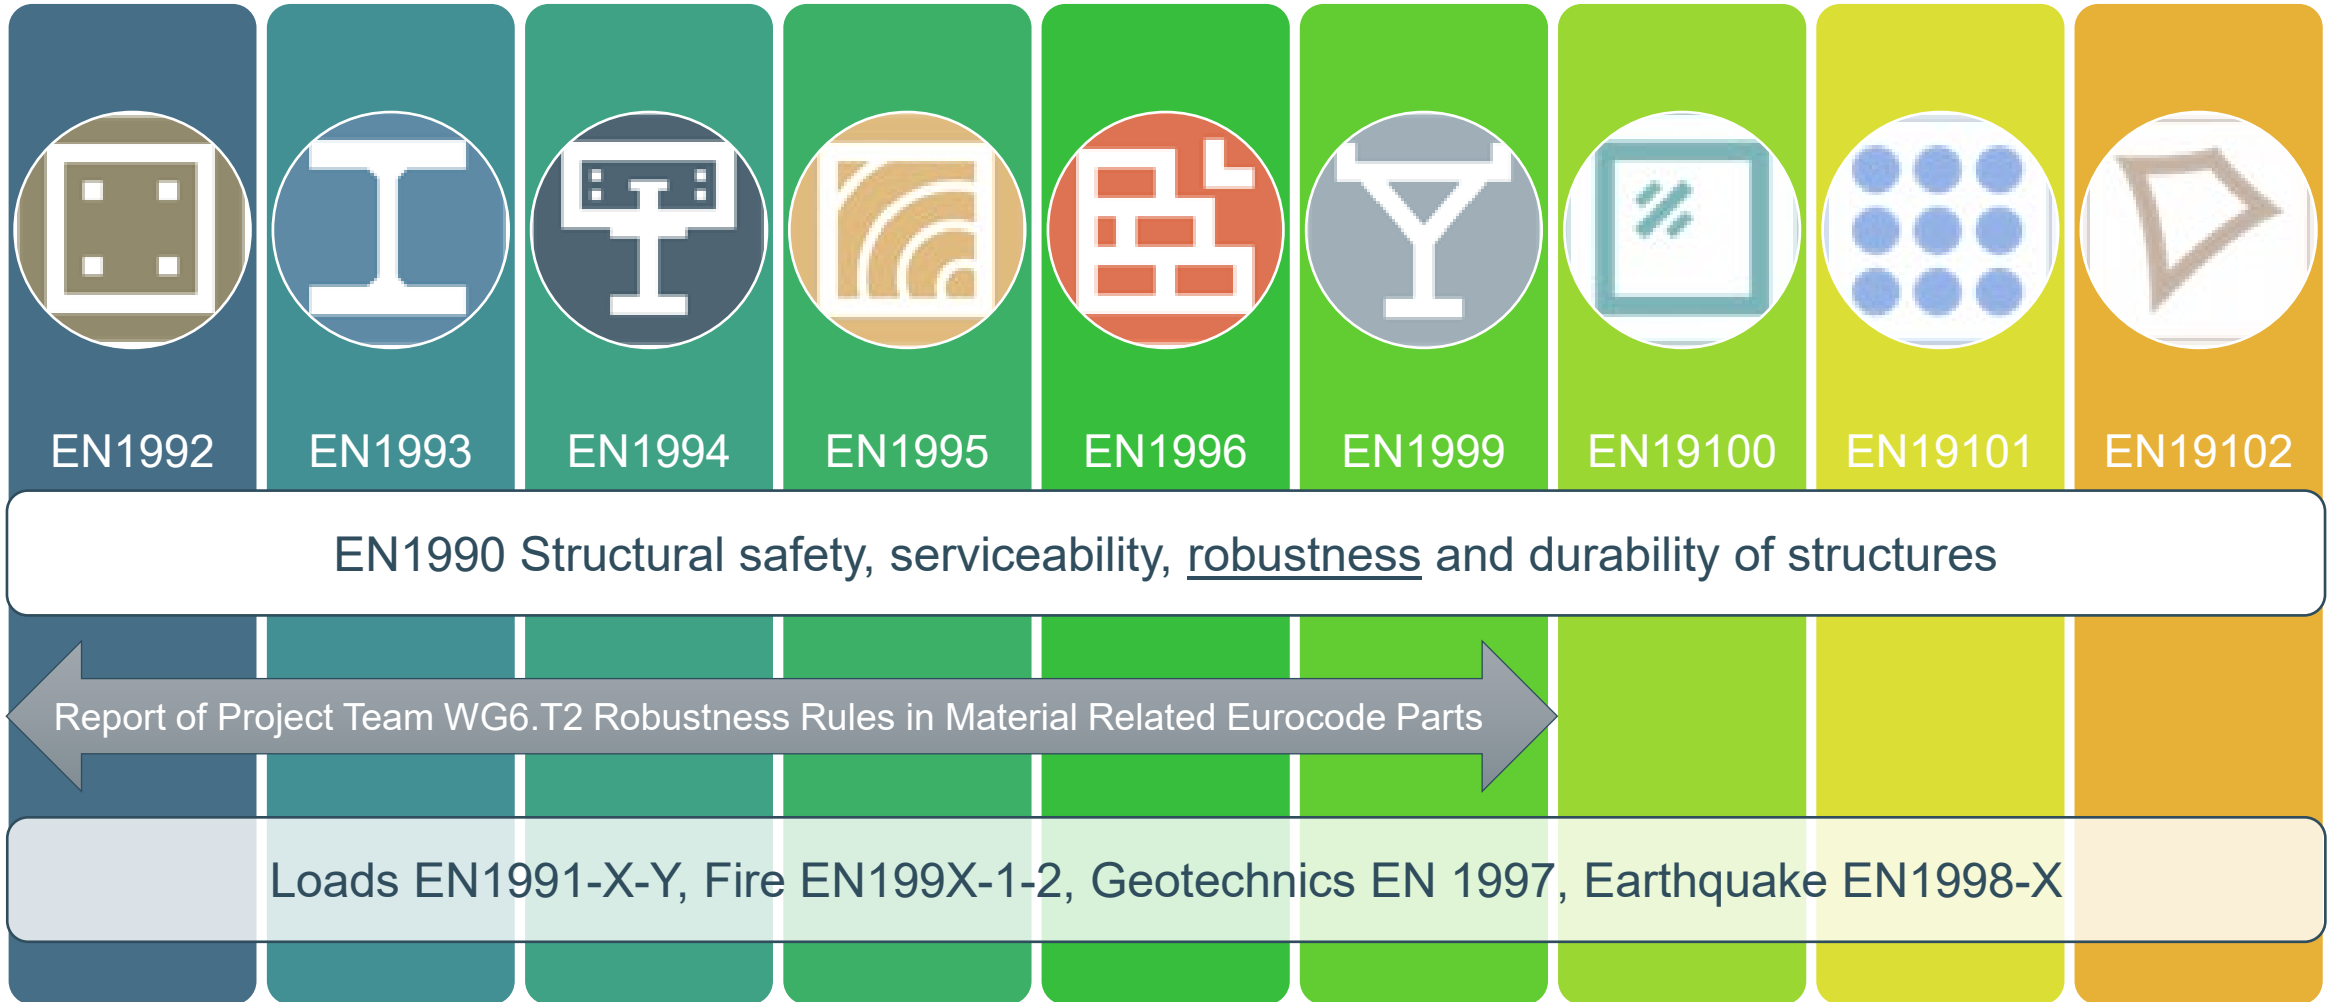 EN1992 EN1993 EN1994 EN1995 EN1996 EN1999 EN19100 EN19101 EN19102
EN1990 Structural safety, serviceability, robustness and durability of structures
Report of Project Team WG6.T2 Robustness Rules in Material Related Eurocode Parts
Loads EN1991-X-Y, Fire EN199X-1-2, Geotechnics EN 1997, Earthquake EN1998-X